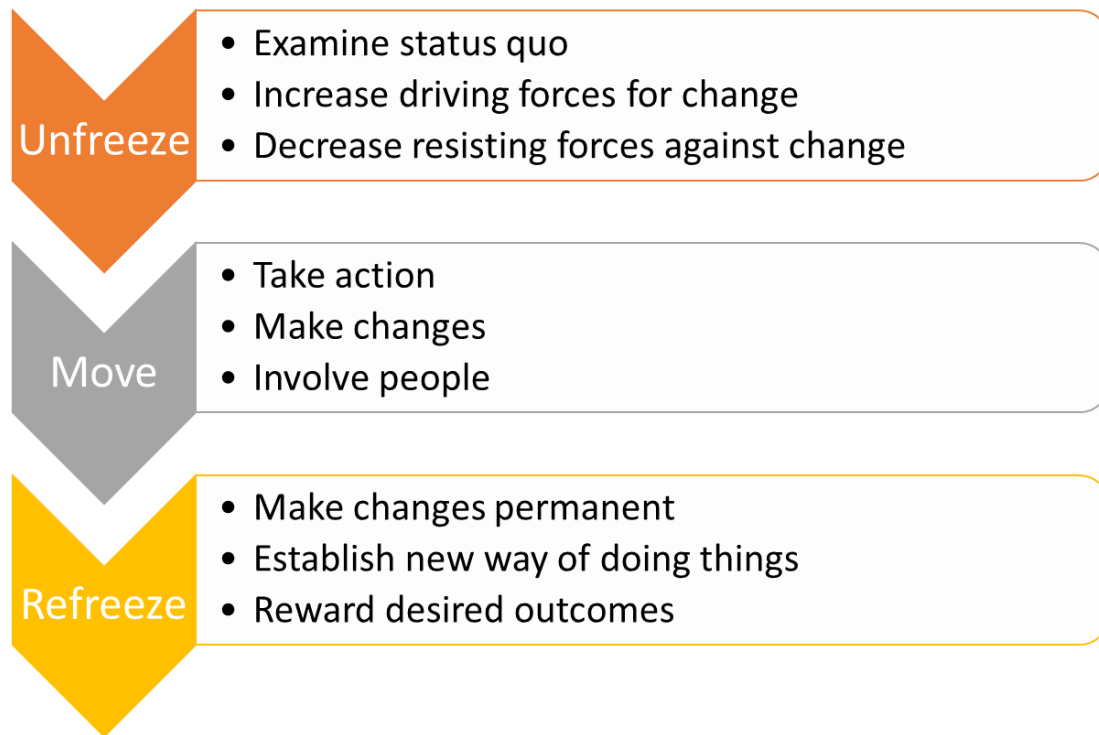 Unfreeze
• Examine status quo
• Increase driving forces for change
• Decrease resisting forces against change
Move
• Take action
• Make changes
• Involve people
Refreeze
• Make changes permanent
• Establish new way of doing things
• Reward desired outcomes